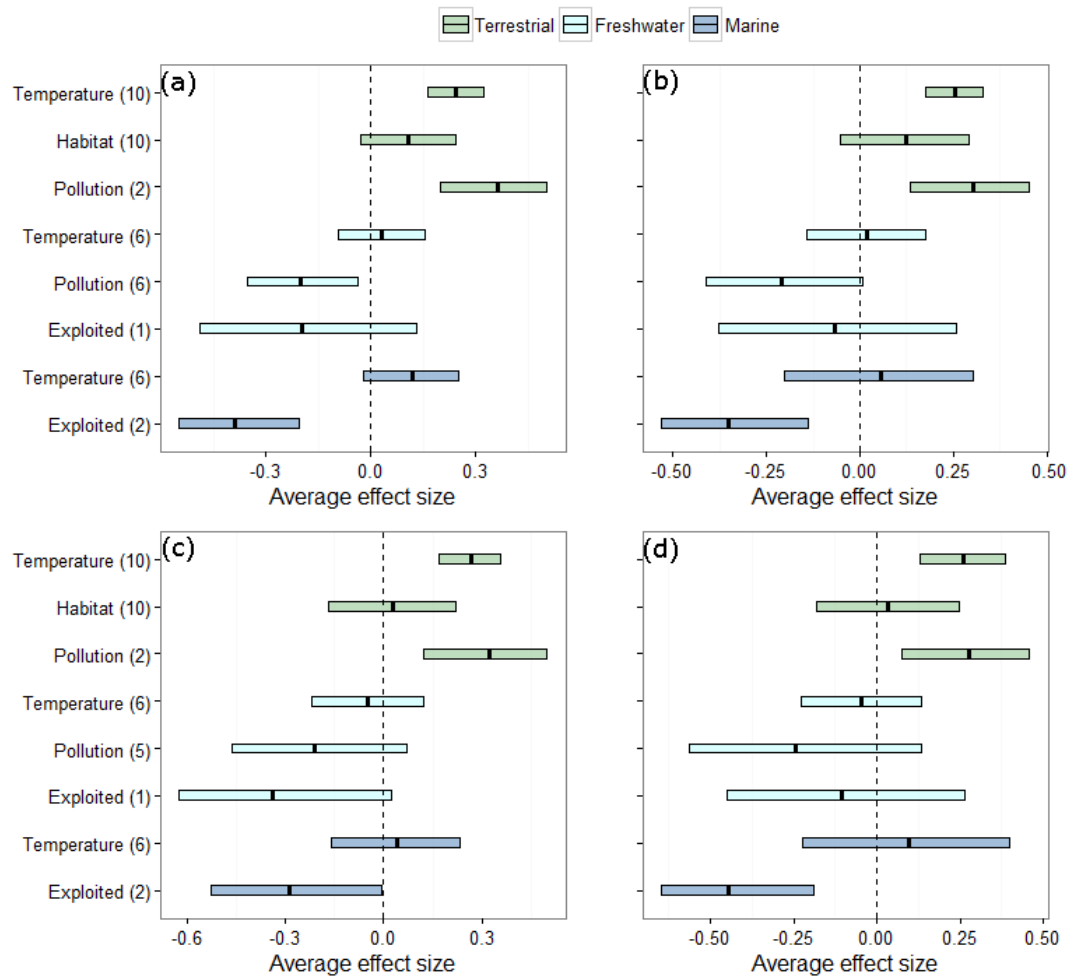 Terrestrial Freshwater Marine
(a) (b)
Temperature (10)
Habitat (10)
Pollution (2)
Temperature (6)
Pollution (6)
Exploited (1)
Temperature (6)
Exploited (2)
-0.3 0.0 0.3 -0.50 -0.25 0.00 0.25 0.50
Average effect size Average effect size
(c) (d)
Temperature (10)
Habitat (10)
Pollution (2)
Temperature (6)
Pollution (5)
Exploited (1)
Temperature (6)
Exploited (2)
-0.6 -0.3 0.0 0.3 -0.50 -0.25 0.00 0.25 0.50
Average effect size Average effect size